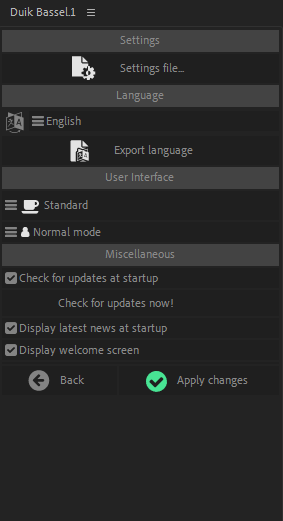 Duik Bassel.1
Settings
Settings file...
Language
English
Export language
User Interface
Standard
Normal mode
Miscellaneous
Check for updates at startup
Check for updates now!
Display latest news at startup
Display welcome screen
Back
Apply changes